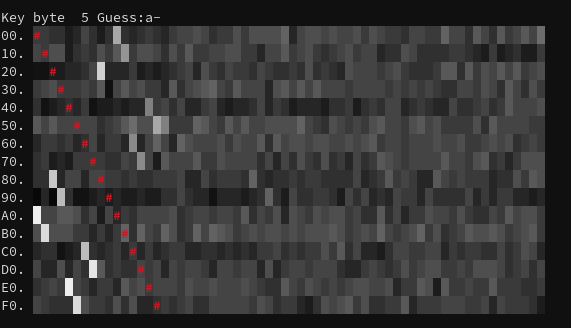 Key byte  5 Guess:a-
00. #
10. #
20. #
30. #
40. #
50. #
60. #
70. #
80. #
90. #
A0. #
B0. #
C0. #
D0. #
E0. #
F0. #